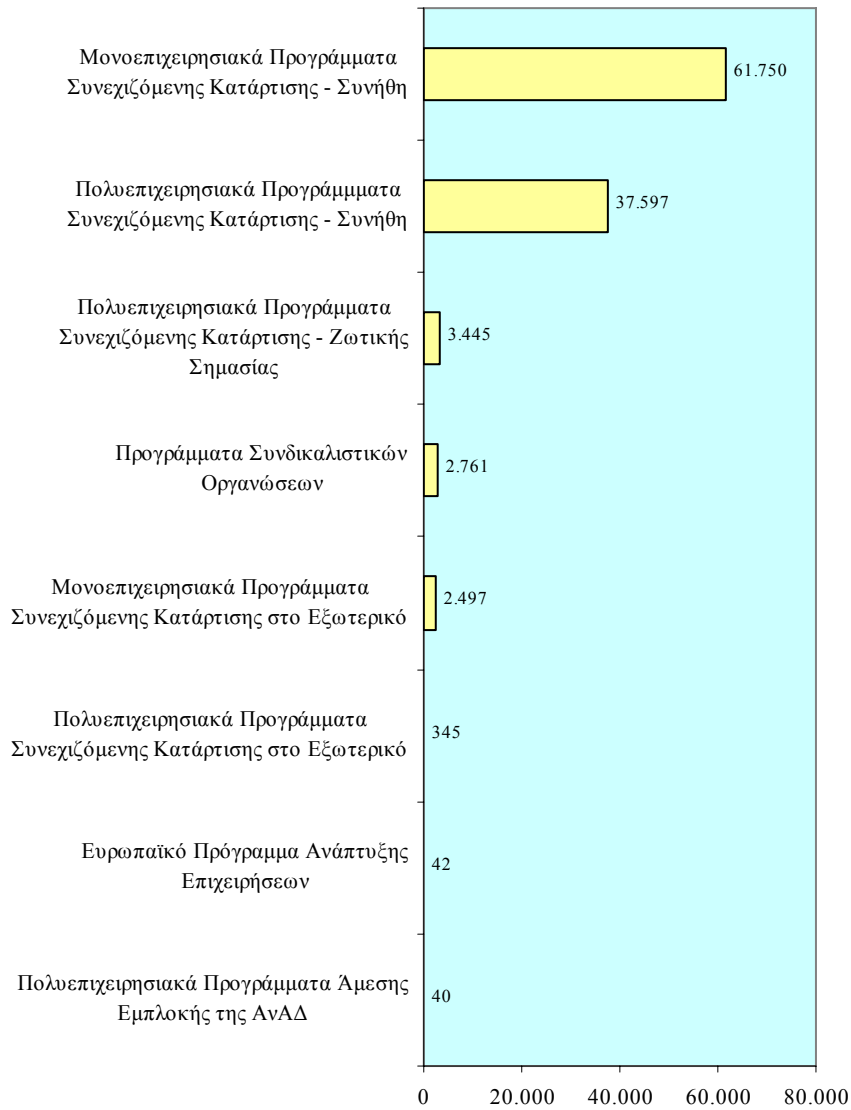 Μονοεπιχειρησιακά Προγράμματα
Συνεχιζόμενης Κατάρτισης - Συνήθη
61.750
Πολυεπιχειρησιακά Προγράμμματα
Συνεχιζόμενης Κατάρτισης - Συνήθη
37.597
Πολυεπιχειρησιακά Προγράμματα
Συνεχιζόμενης Κατάρτισης - Ζωτικής
Σημασίας
3.445
Προγράμματα Συνδικαλιστικών
Οργανώσεων
2.761
Μονοεπιχειρησιακά Προγράμματα
Συνεχιζόμενης Κατάρτισης στο Εξωτερικό
2.497
Πολυεπιχειρησιακά Προγράμματα
Συνεχιζόμενης Κατάρτισης στο Εξωτερικό
345
Ευρωπαϊκό Πρόγραμμα Ανάπτυξης
Επιχειρήσεων
42
Πολυεπιχειρησιακά Προγράμματα Άμεσης
Εμπλοκής της ΑνΑΔ
40
0 20.000 40.000 60.000 80.000